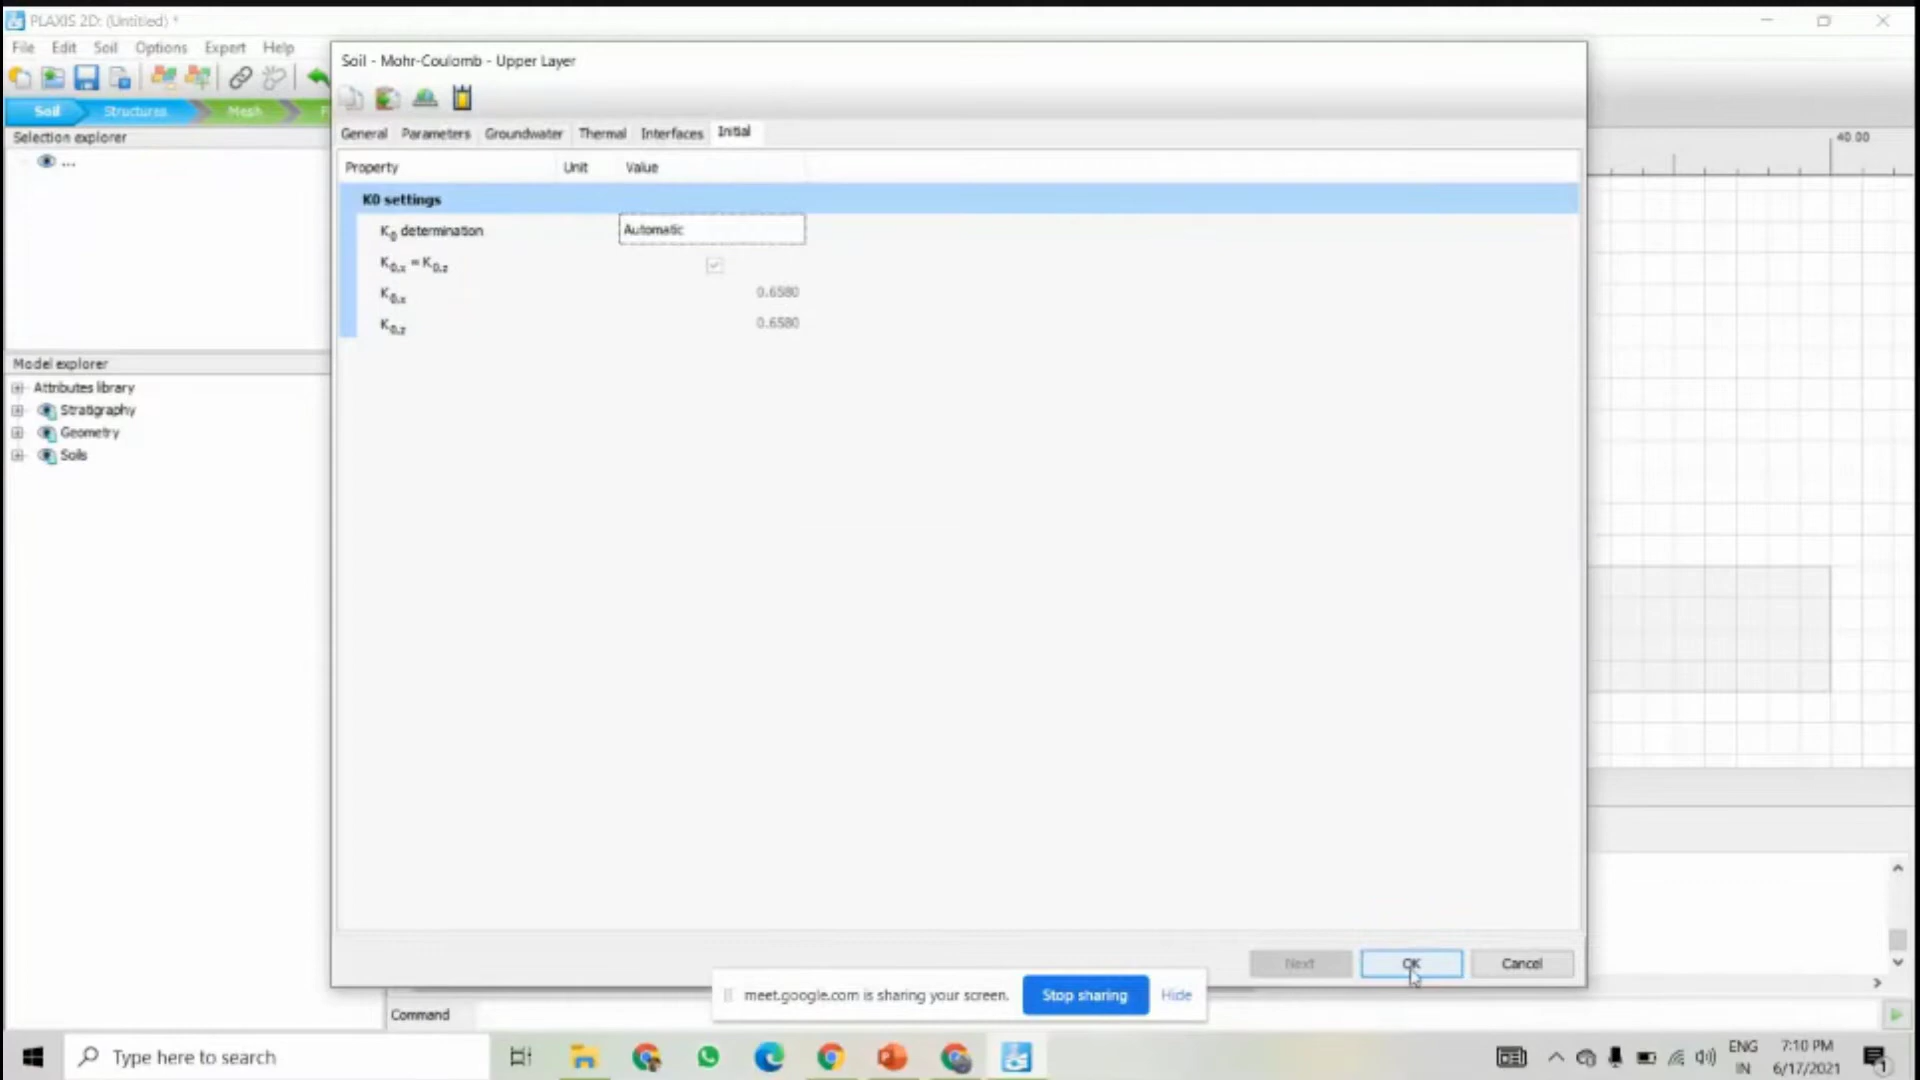 PLAXIS 2D: (Untitled) *
File Edit Soil Options Expert Help
Soil Structures Mesh
Selection explorer
...
Model explorer
Attributes library
Stratigraphy
Geometry
Soils
Soil - Mohr-Coulomb - Upper Layer
General Parameters Groundwater Thermal Interfaces Initial
Property Unit Value
K0 settings
K0 determination Automatic
K0,x = K0,z
K0,x 0.6580
K0,z 0.6580
40.00
Next OK Cancel
meet.google.com is sharing your screen. Stop sharing Hide
Command
Type here to search
ENG
IN
7:10 PM
6/17/2021
1